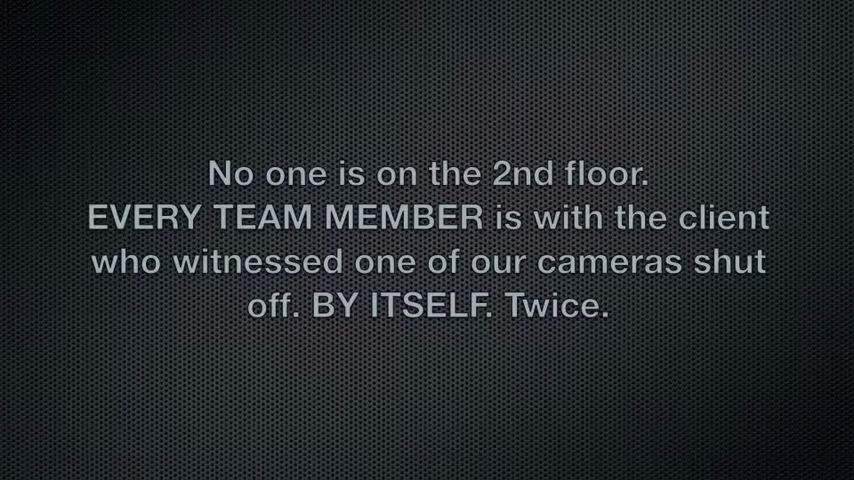 No one is on the 2nd floor.
EVERY TEAM MEMBER is with the client
who witnessed one of our cameras shut
off. BY ITSELF. Twice.